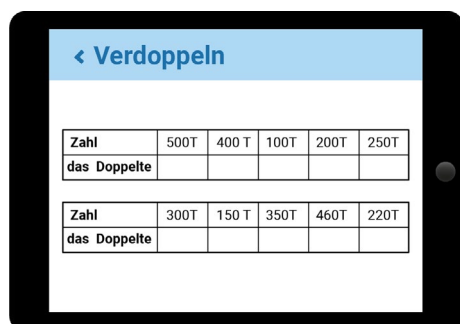 ‹ Verdoppeln
Zahl 500T 400 T 100T 200T 250T
das Doppelte
Zahl 300T 150 T 350T 460T 220T
das Doppelte